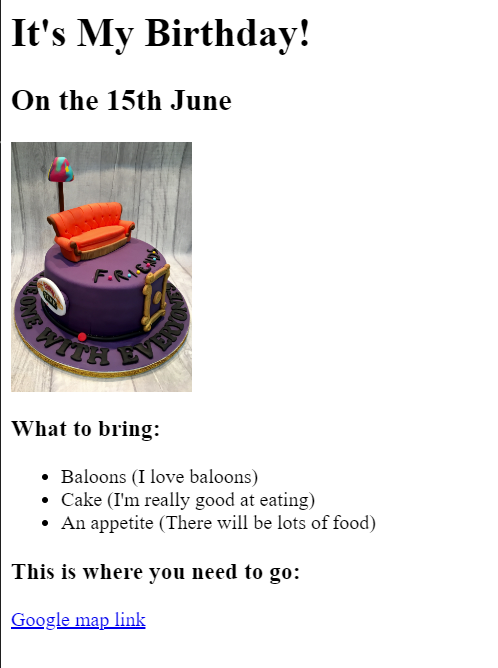 It's My Birthday!
On the 15th June
F.R.I.E.N.D.S
ONE WITH EVERYONE
What to bring:
Baloons (I love baloons)
Cake (I'm really good at eating)
An appetite (There will be lots of food)
This is where you need to go:
Google map link